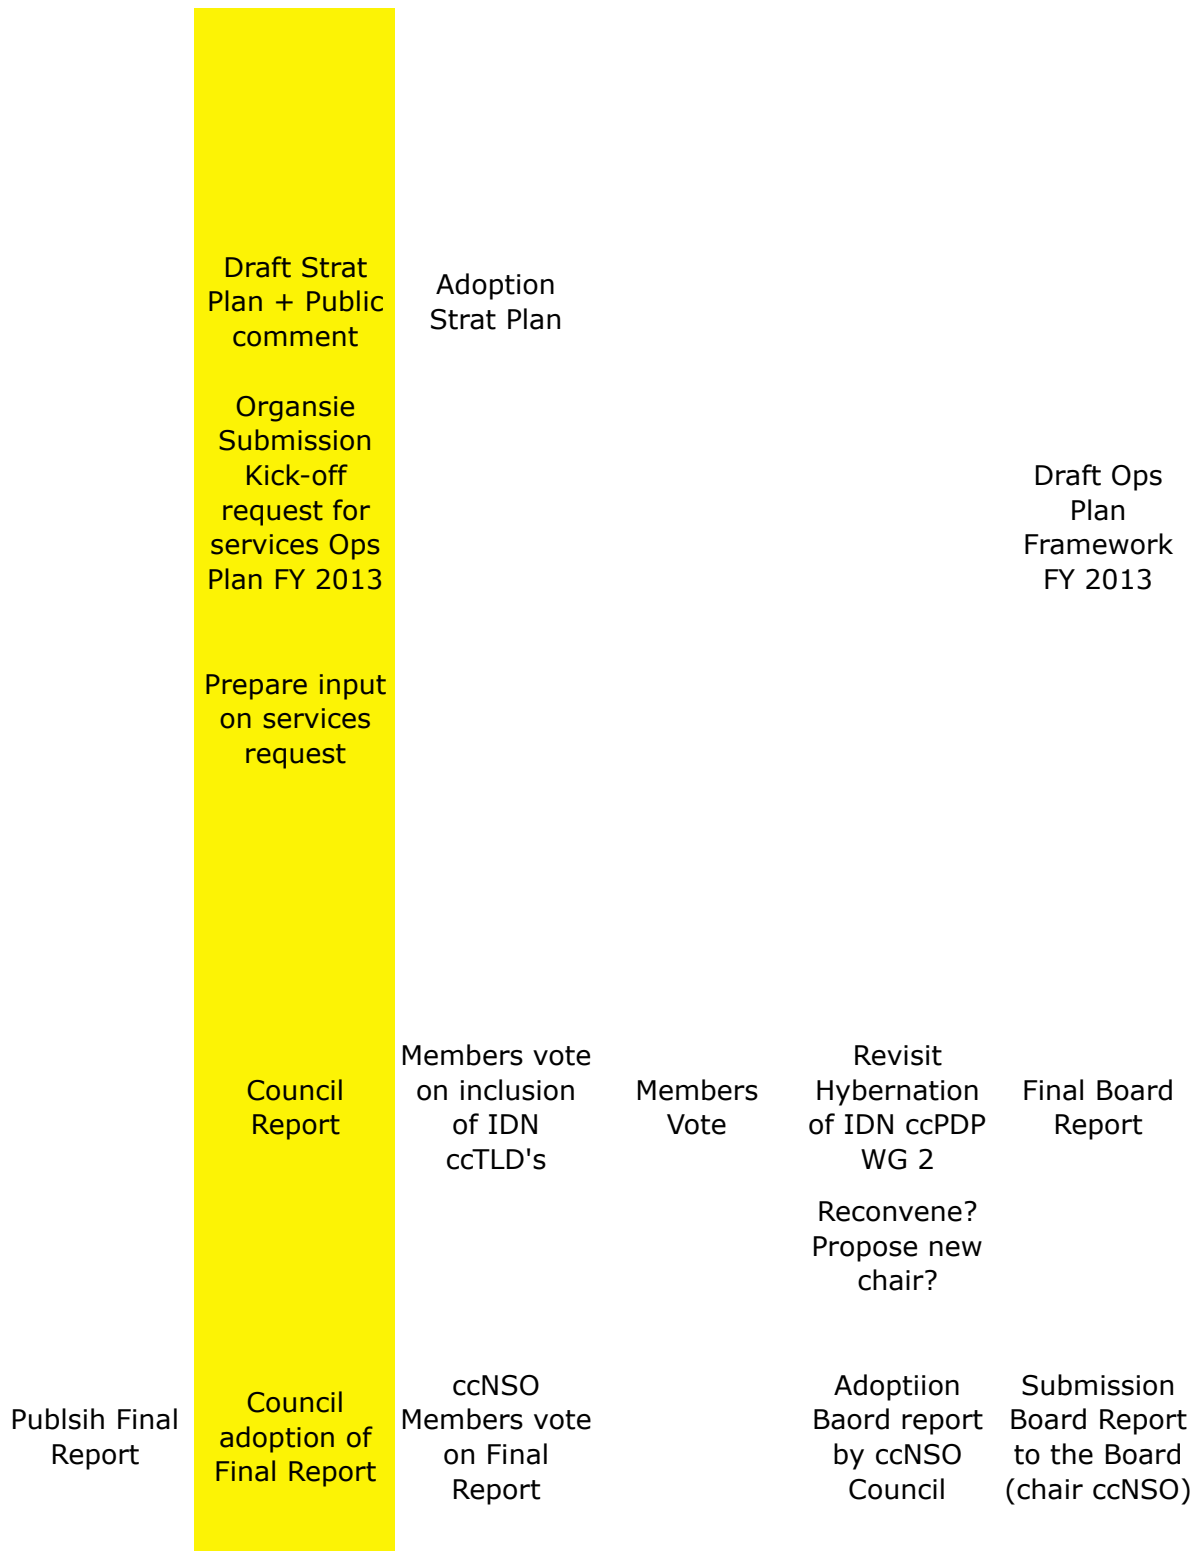 Draft Strat
Plan + Public
comment
Adoption
Strat Plan
Organsie
Submission
Kick-off
request for
services Ops
Plan FY 2013
Draft Ops
Plan
Framework
FY 2013
Prepare input
on services
request
Council
Report
Members vote
on inclusion
of IDN
ccTLD's
Members
Vote
Revisit
Hybernation
of IDN ccPDP
WG 2
Final Board
Report
Reconvene?
Propose new
chair?
Publsih Final
Report
Council
adoption of
Final Report
ccNSO
Members vote
on Final
Report
Adoptiion
Baord report
by ccNSO
Council
Submission
Board Report
to the Board
(chair ccNSO)